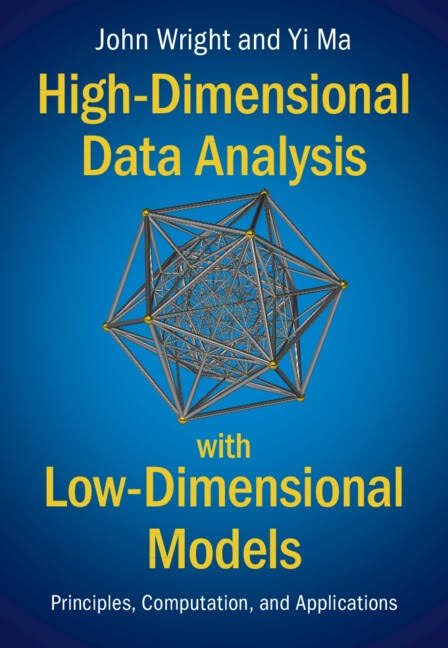 John Wright and Yi Ma
High-Dimensional
Data Analysis
with
Low-Dimensional
Models
Principles, Computation, and Applications